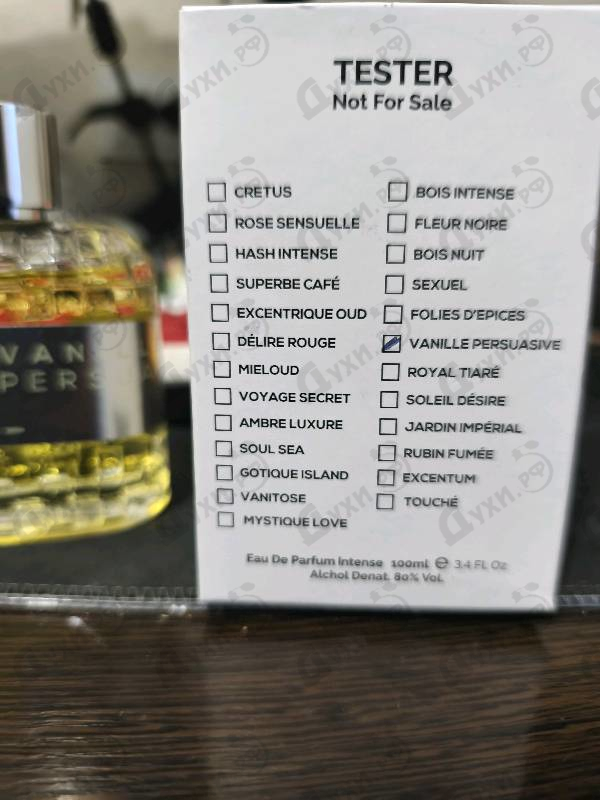 TESTER
Not For Sale
CRETUS
ROSE SENSUELLE
HASH INTENSE
SUPERBE CAFÉ
EXCENTRIQUE OUD
DÉLIRE ROUGE
MIELOUD
VOYAGE SECRET
AMBRE LUXURE
SOUL SEA
GOTIQUE ISLAND
VANITOSE
MYSTIQUE LOVE
BOIS INTENSE
FLEUR NOIRE
BOIS NUIT
SEXUEL
FOLIES D'EPICES
VANILLE PERSUASIVE
ROYAL TIARÉ
SOLEIL DÉSIRE
JARDIN IMPÉRIAL
RUBIN FUMÉE
EXCENTUM
TOUCHÉ
Eau De Parfum Intense 100ml ℮ 3.4 FL Oz
Alchol Denat. 80% Vol.
VAN
PERS
Духи.рф